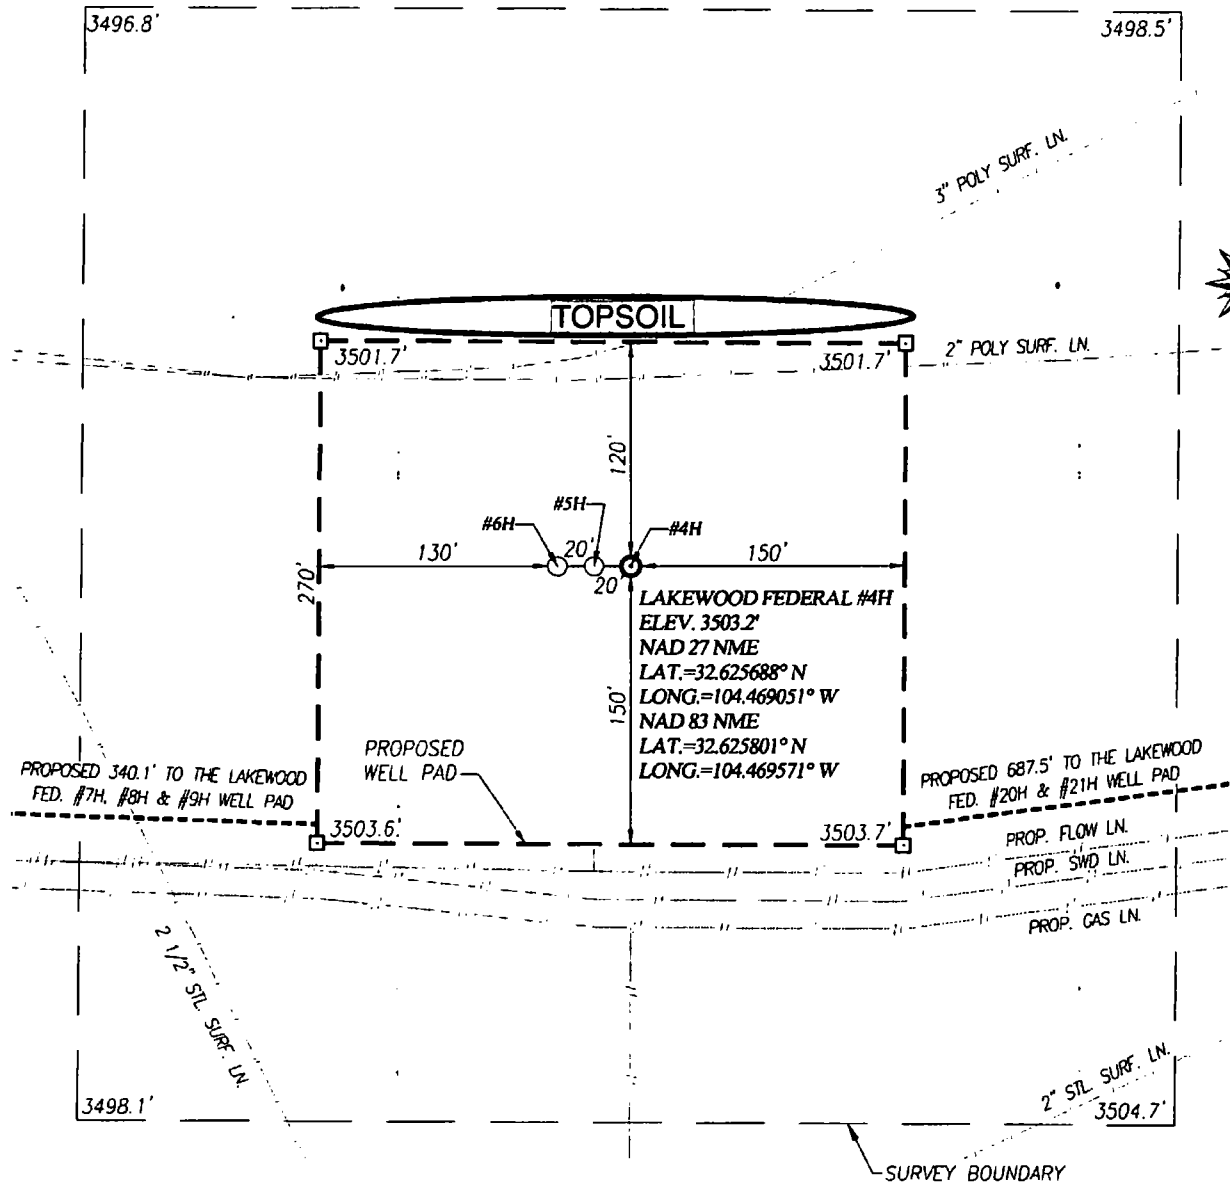 3496.8'
3498.5'
3" POLY SURF. LN.
TOPSOIL
3501.7'
3501.7'
2" POLY SURF. LN.
120'
#5H
#6H
#4H
20'
130'
150'
20'
270'
LAKEWOOD FEDERAL #4H
ELEV. 3503.2'
NAD 27 NME
LAT.=32.625688° N
LONG.=104.469051° W
NAD 83 NME
LAT.=32.625801° N
LONG.=104.469571° W
150'
PROPOSED
WELL PAD
PROPOSED 340.1' TO THE LAKEWOOD
FED. #7H, #8H & #9H WELL PAD
PROPOSED 687.5' TO THE LAKEWOOD
FED. #20H & #21H WELL PAD
3503.6'
3503.7'
PROP. FLOW LN.
PROP. SWD LN.
PROP. GAS LN.
2 1/2" STL. SURF. LN.
2" STL. SURF. LN.
3498.1'
3504.7'
SURVEY BOUNDARY